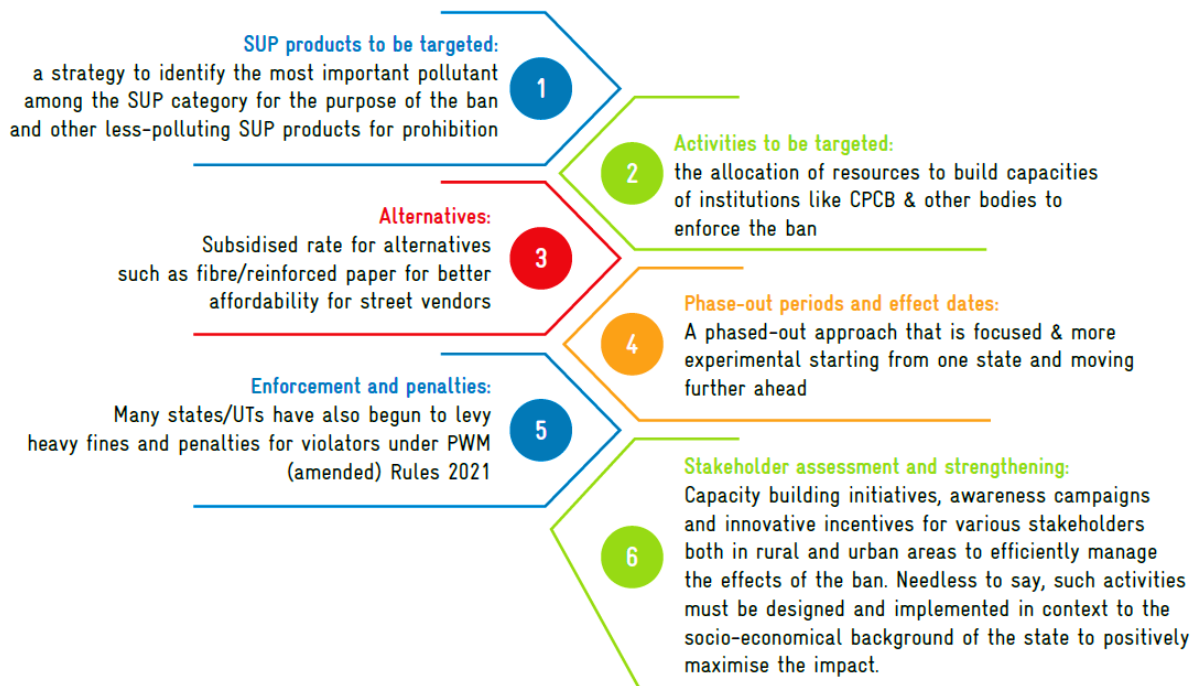 SUP products to be targeted:
a strategy to identify the most important pollutant
among the SUP category for the purpose of the ban
and other less-polluting SUP products for prohibition
1
Activities to be targeted:
the allocation of resources to build capacities
of institutions like CPCB & other bodies to
enforce the ban
2
Alternatives:
Subsidised rate for alternatives
such as fibre/reinforced paper for better
affordability for street vendors
3
Phase-out periods and effect dates:
A phased-out approach that is focused & more
experimental starting from one state and moving
further ahead
4
Enforcement and penalties:
Many states/UTs have also begun to levy
heavy fines and penalties for violators under PWM
(amended) Rules 2021
5
Stakeholder assessment and strengthening:
Capacity building initiatives, awareness campaigns
and innovative incentives for various stakeholders
both in rural and urban areas to efficiently manage
the effects of the ban. Needless to say, such activities
must be designed and implemented in context to the
socio-economical background of the state to positively
maximise the impact.
6